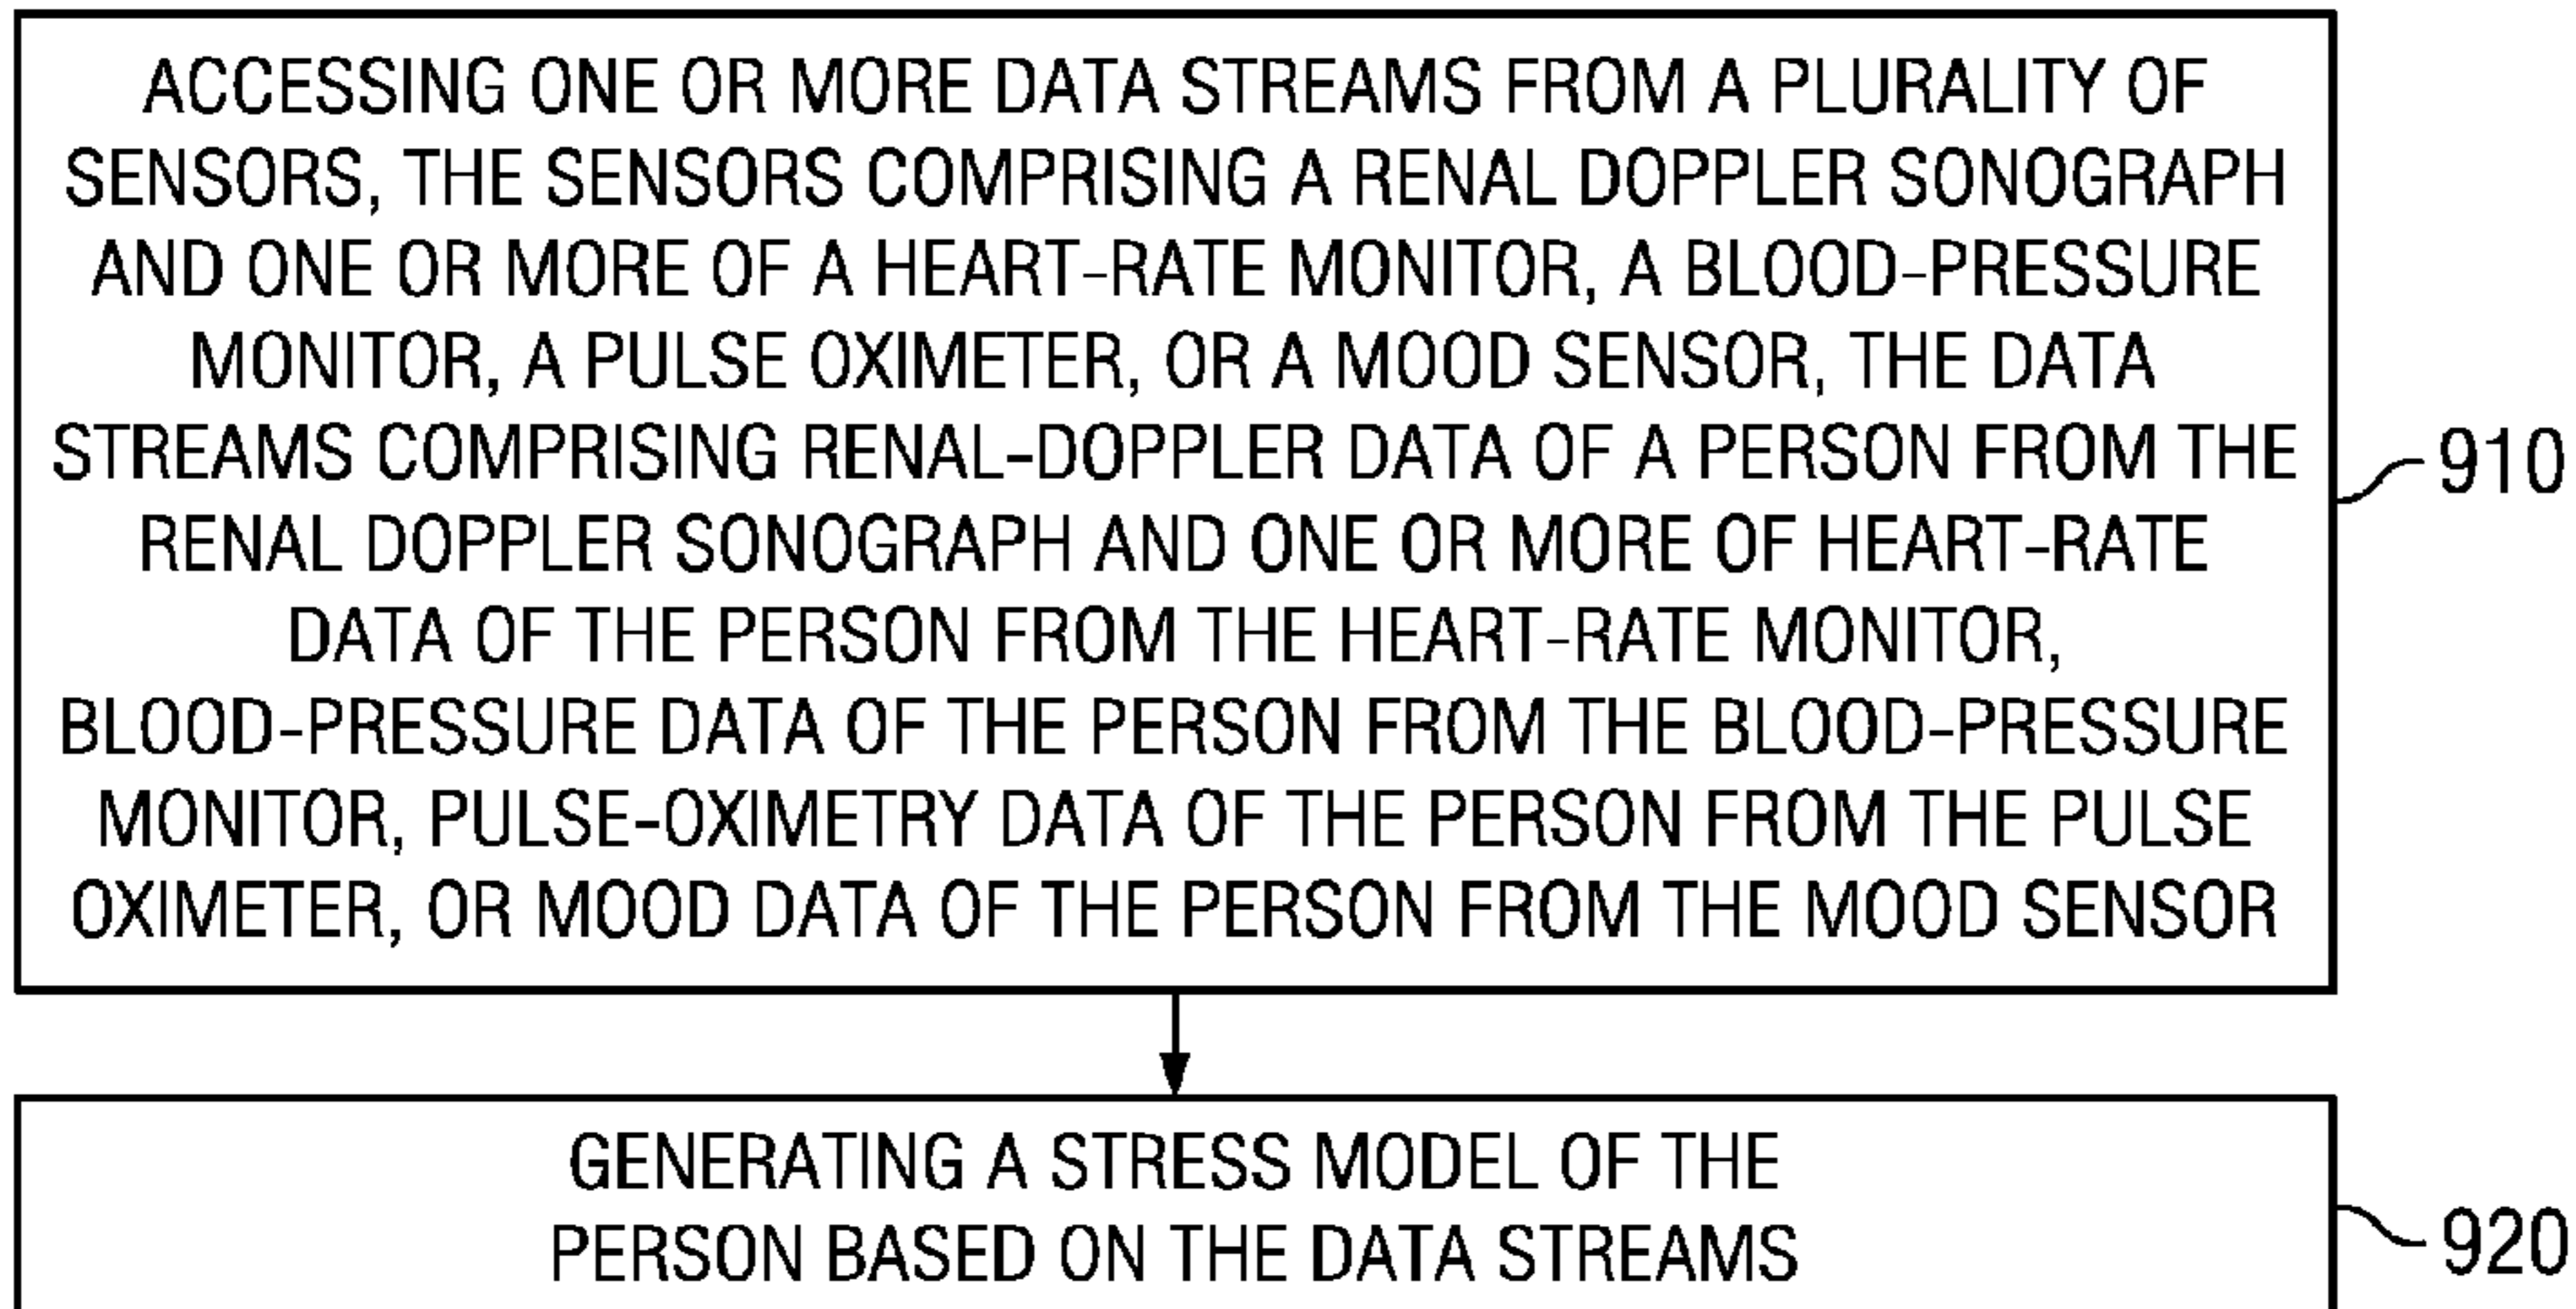 ACCESSING ONE OR MORE DATA STREAMS FROM A PLURALITY OF
SENSORS, THE SENSORS COMPRISING A RENAL DOPPLER SONOGRAPH
AND ONE OR MORE OF A HEART-RATE MONITOR, A BLOOD-PRESSURE
MONITOR, A PULSE OXIMETER, OR A MOOD SENSOR, THE DATA
STREAMS COMPRISING RENAL-DOPPLER DATA OF A PERSON FROM THE
RENAL DOPPLER SONOGRAPH AND ONE OR MORE OF HEART-RATE
DATA OF THE PERSON FROM THE HEART-RATE MONITOR,
BLOOD-PRESSURE DATA OF THE PERSON FROM THE BLOOD-PRESSURE
MONITOR, PULSE-OXIMETRY DATA OF THE PERSON FROM THE PULSE
OXIMETER, OR MOOD DATA OF THE PERSON FROM THE MOOD SENSOR
910
GENERATING A STRESS MODEL OF THE
PERSON BASED ON THE DATA STREAMS
920